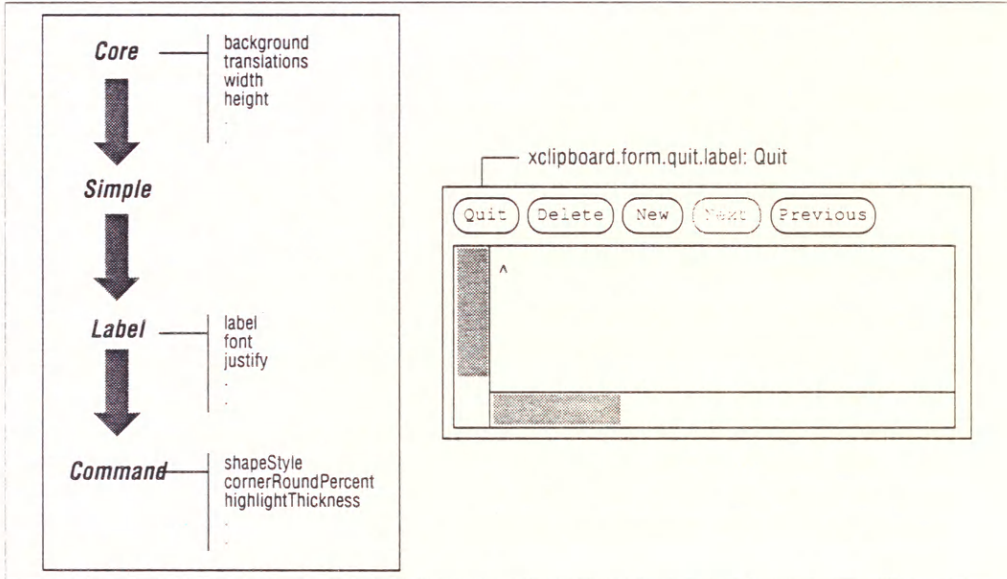 Core
background
translations
width
height
.
.
Simple
Label
label
font
justify
.
.
Command
shapeStyle
cornerRoundPercent
highlightThickness
.
.
xclipboard.form.quit.label: Quit
Quit Delete New Next Previous
^